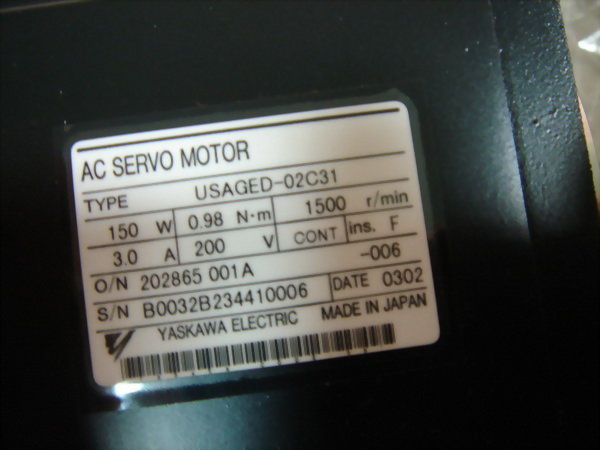 AC SERVO MOTOR
TYPE USAGED-02C31
150 W 0.98 N·m 1500 r/min
3.0 A 200 V CONT ins. F
O/N 202865 001A -006
S/N B0032B234410006 DATE 0302
YASKAWA ELECTRIC MADE IN JAPAN